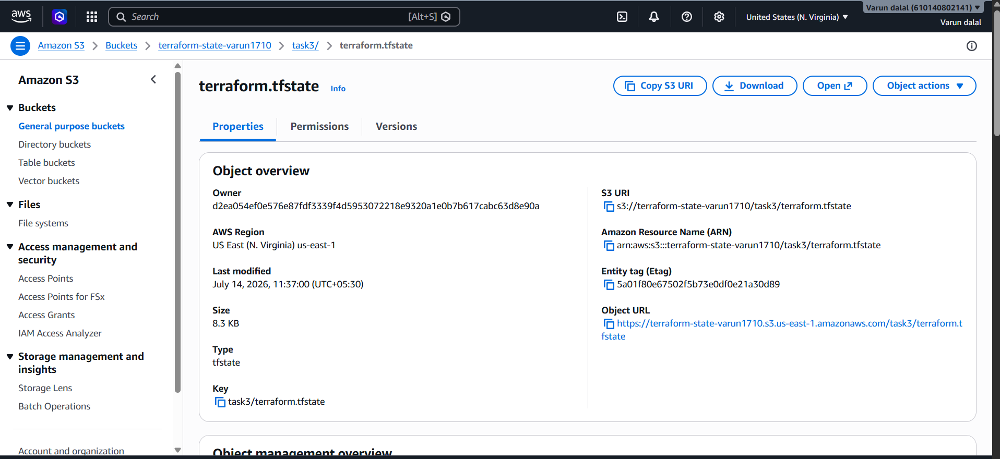 aws
Search
[Alt+S]
United States (N. Virginia)
Varun dalal (610140802141)
Varun dalal
Amazon S3
Buckets
terraform-state-varun1710
task3/
terraform.tfstate
Amazon S3
Buckets
General purpose buckets
Directory buckets
Table buckets
Vector buckets
Files
File systems
Access management and
security
Access Points
Access Points for FSx
Access Grants
IAM Access Analyzer
Storage management and
insights
Storage Lens
Batch Operations
Account and organization
terraform.tfstate
Info
Copy S3 URI
Download
Open
Object actions
Properties
Permissions
Versions
Object overview
Owner
d2ea054ef0e576e87fdf3339f4d5953072218e9320a1e0b7b617cabc63d8e90a
AWS Region
US East (N. Virginia) us-east-1
Last modified
July 14, 2026, 11:37:00 (UTC+05:30)
Size
8.3 KB
Type
tfstate
Key
task3/terraform.tfstate
S3 URI
s3://terraform-state-varun1710/task3/terraform.tfstate
Amazon Resource Name (ARN)
arn:aws:s3:::terraform-state-varun1710/task3/terraform.tfstate
Entity tag (Etag)
5a01f80e67502f5b73e0df0e21a30d89
Object URL
https://terraform-state-varun1710.s3.us-east-1.amazonaws.com/task3/terraform.t
fstate
Object management overview